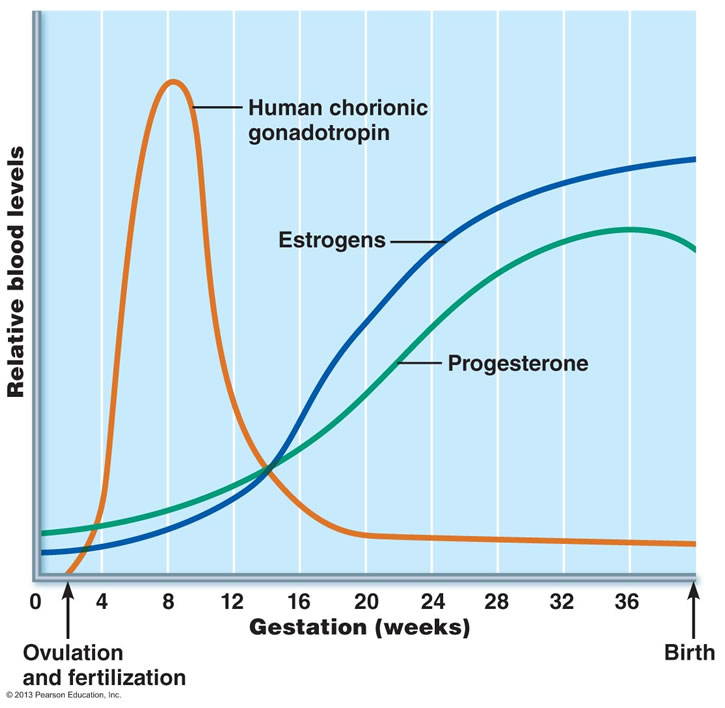 Human chorionic
gonadotropin
Estrogens
Progesterone
Relative blood levels
0 4 8 12 16 20 24 28 32 36
Gestation (weeks)
Ovulation
and fertilization
Birth
© 2013 Pearson Education, Inc.